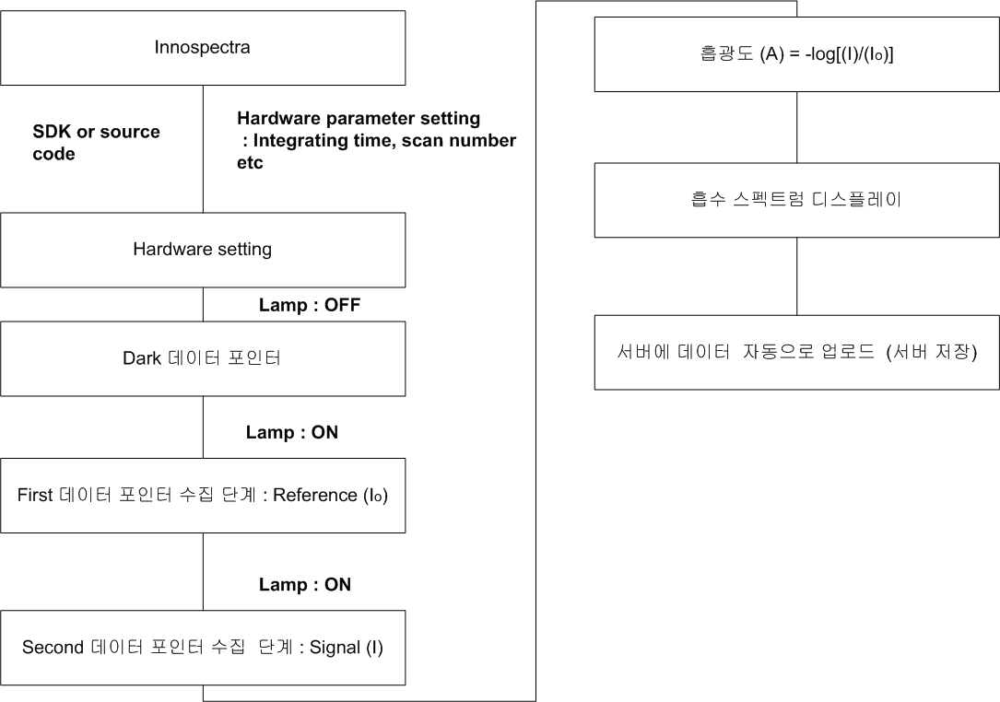 Innospectra
SDK or source
code
Hardware parameter setting
: Integrating time, scan number
etc
Hardware setting
Lamp : OFF
Dark 데이터 포인터
Lamp : ON
First 데이터 포인터 수집 단계 : Reference (Io)
Lamp : ON
Second 데이터 포인터 수집 단계 : Signal (I)
흡광도 (A) = -log[(I)/(Io)]
흡수 스펙트럼 디스플레이
서버에 데이터 자동으로 업로드 (서버 저장)